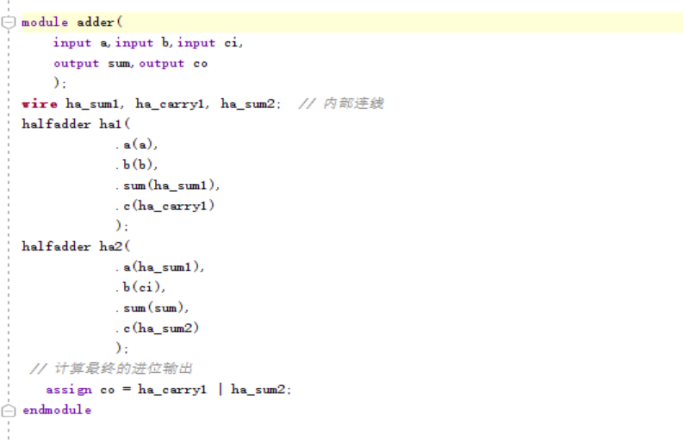 module adder(
input a,input b,input ci,
output sum,output co
);
wire ha_sum1, ha_carry1, ha_sum2; // 内部连线
halfadder ha1(
.a(a),
.b(b),
.sum(ha_sum1),
.c(ha_carry1)
);
halfadder ha2(
.a(ha_sum1),
.b(ci),
.sum(sum),
.c(ha_sum2)
);
// 计算最终的进位输出
assign co = ha_carry1 | ha_sum2;
endmodule